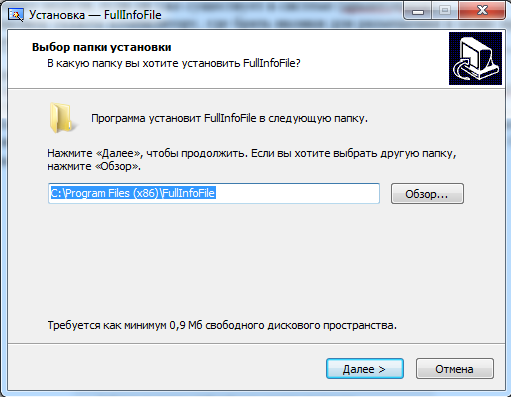 Установка — FullInfoFile
Выбор папки установки
В какую папку вы хотите установить FullInfoFile?
Программа установит FullInfoFile в следующую папку.
Нажмите «Далее», чтобы продолжить. Если вы хотите выбрать другую папку,
нажмите «Обзор».
C:\Program Files (x86)\FullInfoFile
Обзор...
Требуется как минимум 0,9 Мб свободного дискового пространства.
Далее >
Отмена